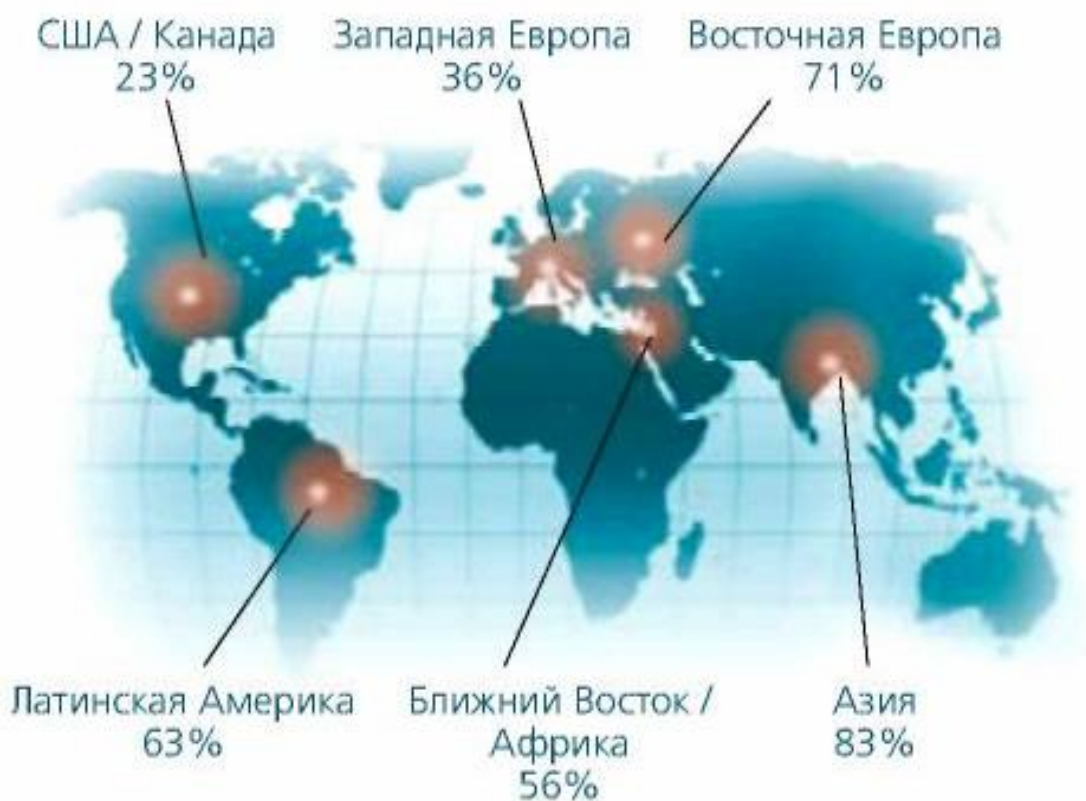 США / Канада
23%
Западная Европа
36%
Восточная Европа
71%
Латинская Америка
63%
Ближний Восток /
Африка
56%
Азия
83%